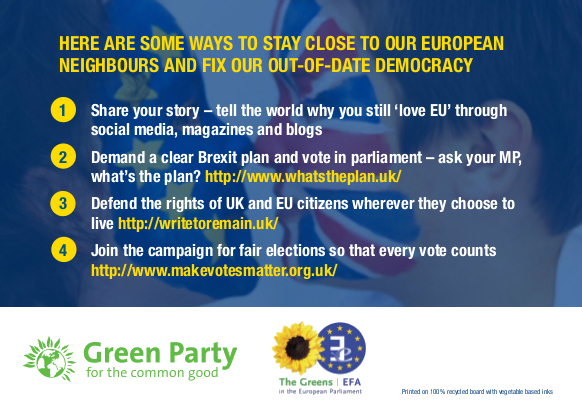 HERE ARE SOME WAYS TO STAY CLOSE TO OUR EUROPEAN
NEIGHBOURS AND FIX OUR OUT-OF-DATE DEMOCRACY
1 Share your story – tell the world why you still ‘love EU’ through
social media, magazines and blogs
2 Demand a clear Brexit plan and vote in parliament – ask your MP,
what’s the plan? http://www.whatstheplan.uk/
3 Defend the rights of UK and EU citizens wherever they choose to
live http://writetoremain.uk/
4 Join the campaign for fair elections so that every vote counts
http://www.makevotesmatter.org.uk/
Green Party
for the common good
The Greens | EFA
in the European Parliament
Printed on 100% recycled board with vegetable based inks